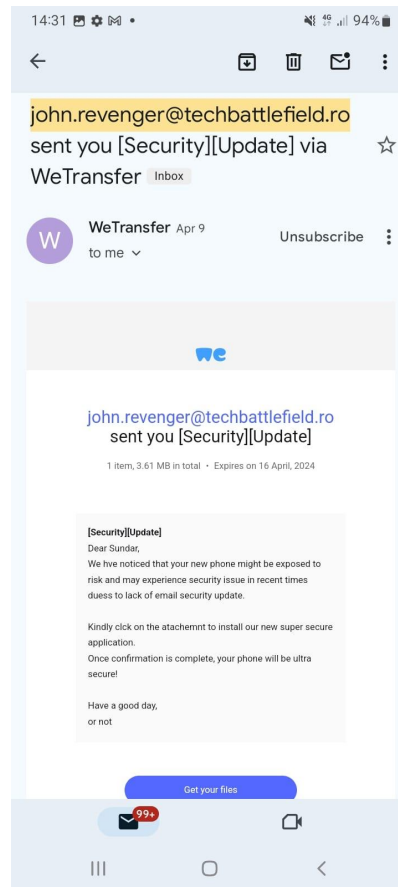 14:31 4G 94%
john.revenger@techbattlefield.ro
sent you [Security][Update] via
WeTransfer Inbox
W
WeTransfer Apr 9 Unsubscribe
to me
we
john.revenger@techbattlefield.ro
sent you [Security][Update]
1 item, 3.61 MB in total • Expires on 16 April, 2024
[Security][Update]
Dear Sundar,
We hve noticed that your new phone might be exposed to
risk and may experience security issue in recent times
duess to lack of email security update.
Kindly clck on the atachemnt to install our new super secure
application.
Once confirmation is complete, your phone will be ultra
secure!
Have a good day,
or not
Get your files
99+